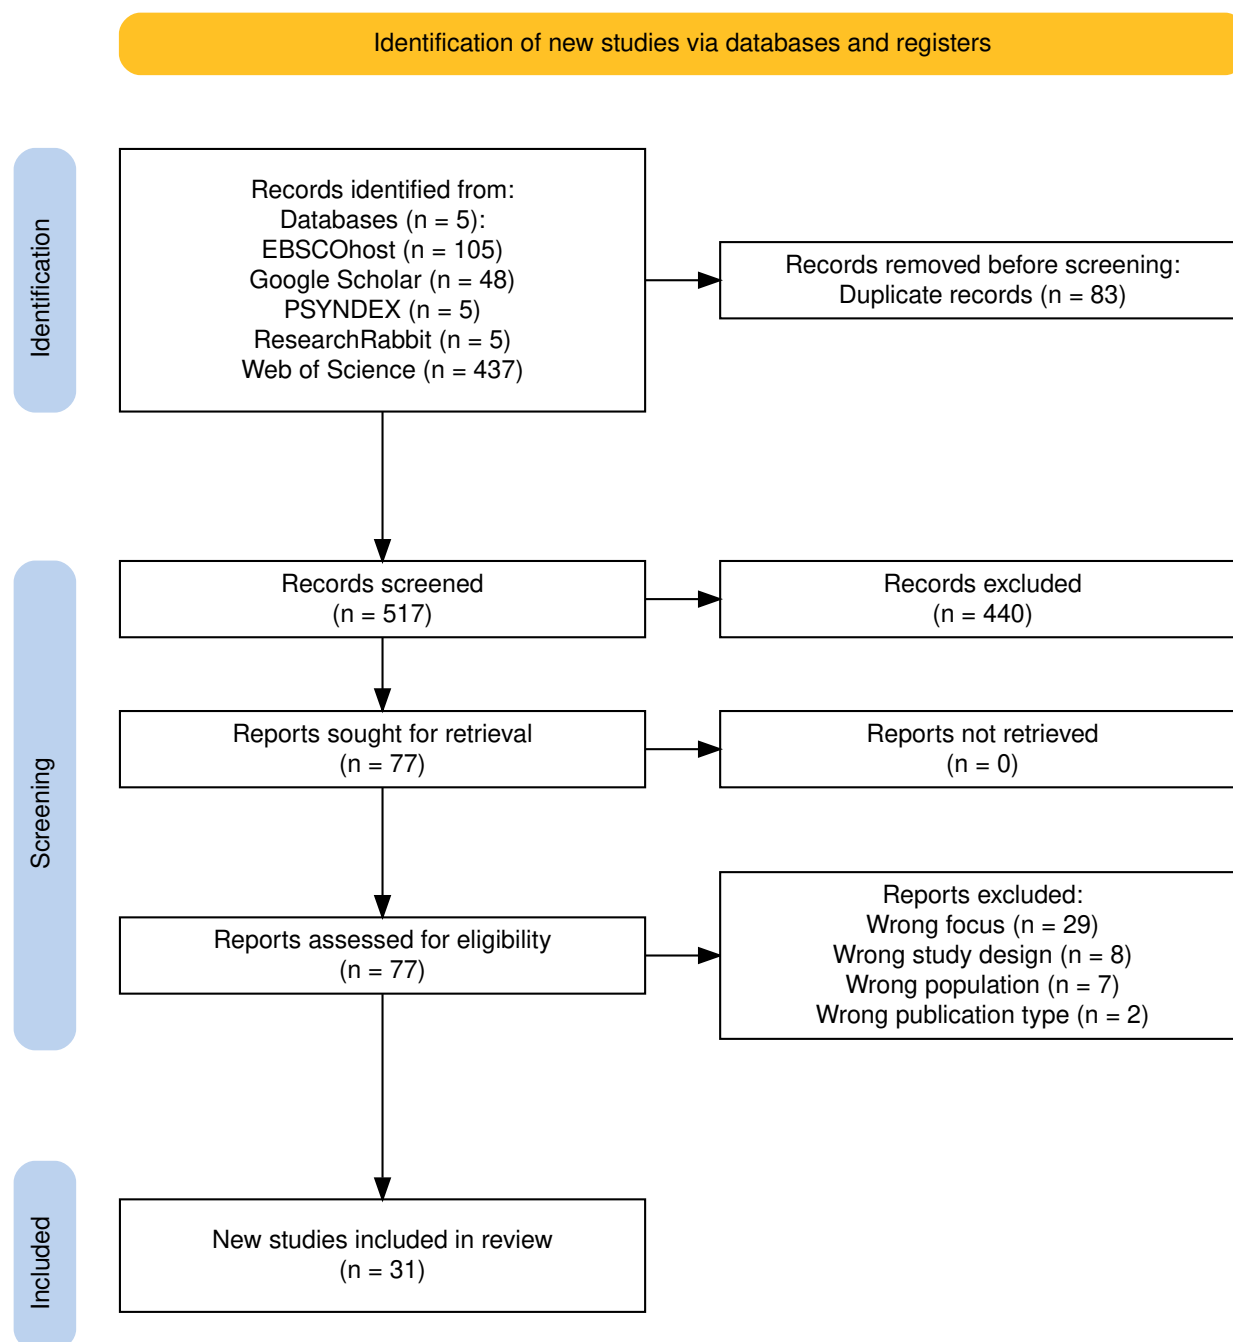 Identification of new studies via databases and registers
Identification
Records identified from:
Databases (n = 5):
EBSCOhost (n = 105)
Google Scholar (n = 48)
PSYNDEX (n = 5)
ResearchRabbit (n = 5)
Web of Science (n = 437)
Records removed before screening:
Duplicate records (n = 83)
Screening
Records screened
(n = 517)
Records excluded
(n = 440)
Reports sought for retrieval
(n = 77)
Reports not retrieved
(n = 0)
Reports assessed for eligibility
(n = 77)
Reports excluded:
Wrong focus (n = 29)
Wrong study design (n = 8)
Wrong population (n = 7)
Wrong publication type (n = 2)
Included
New studies included in review
(n = 31)